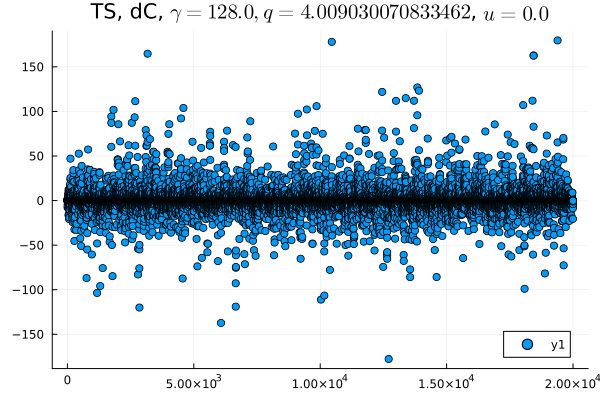 TS, dC, γ = 128.0, q = 4.009030070833462, u = 0.0
150
100
50
0
−50
−100
−150
y1
0 5.00×10³ 1.00×10⁴ 1.50×10⁴ 2.00×10⁴